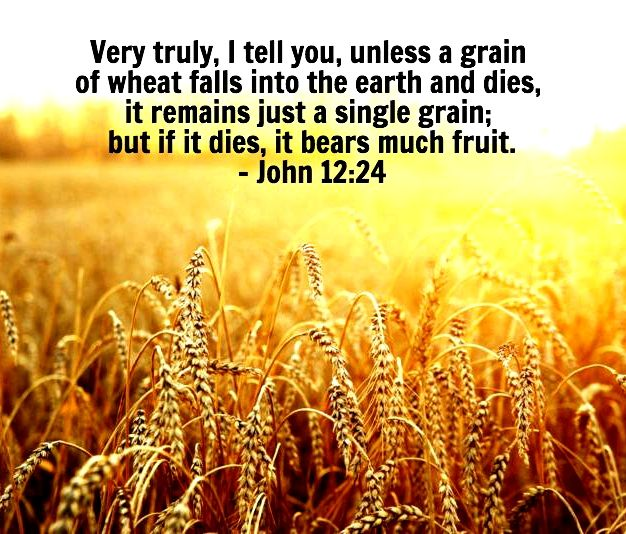 Very truly, I tell you, unless a grain
of wheat falls into the earth and dies,
it remains just a single grain;
but if it dies, it bears much fruit.
- John 12:24